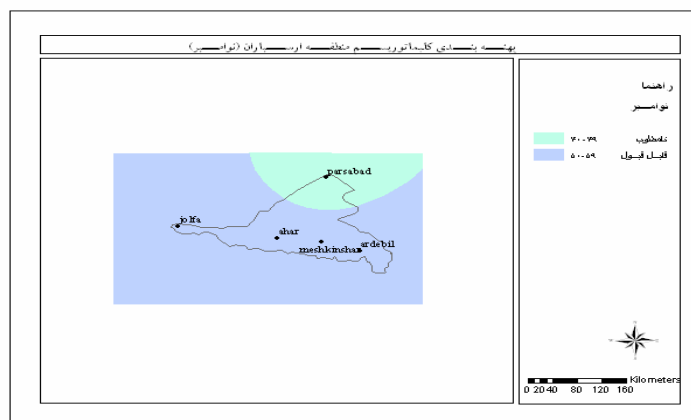 پهنه بندی کلیماتوریسم منطقه ارسباران (نوامبر)
راهنما
نوامبر
نامطلوب ۴۰-۴۹
قابل قبول ۵۰-۵۹
parsabad
jolfa
ahar
meshkinshar
ardebil
Kilometers
0 20 40 80 120 160